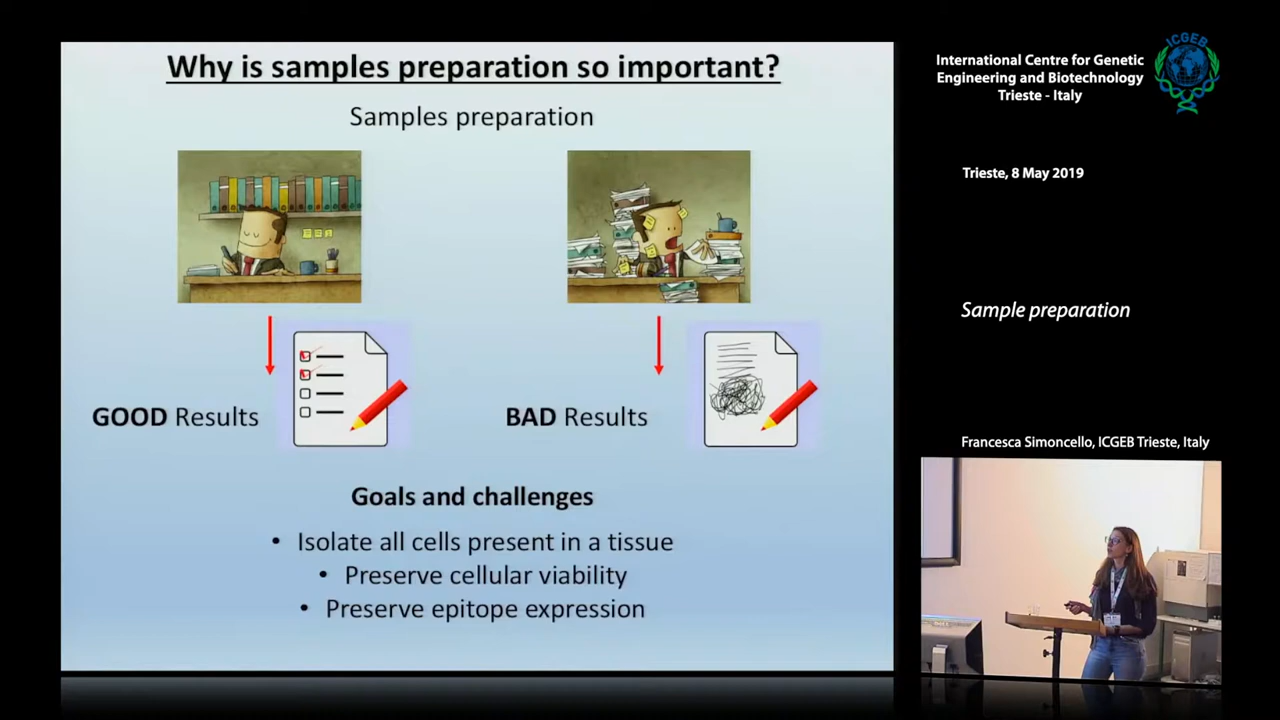 Why is samples preparation so important?
Samples preparation
GOOD Results
BAD Results
Goals and challenges
• Isolate all cells present in a tissue
• Preserve cellular viability
• Preserve epitope expression
ICGEB
International Centre for Genetic
Engineering and Biotechnology
Trieste - Italy
Trieste, 8 May 2019
Sample preparation
Francesca Simoncello, ICGEB Trieste, Italy